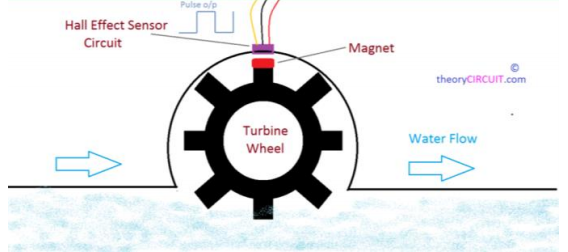 Pulse o/p
Hall Effect Sensor
Circuit
Magnet
©
theoryCIRCUIT.com
Turbine
Wheel
Water Flow